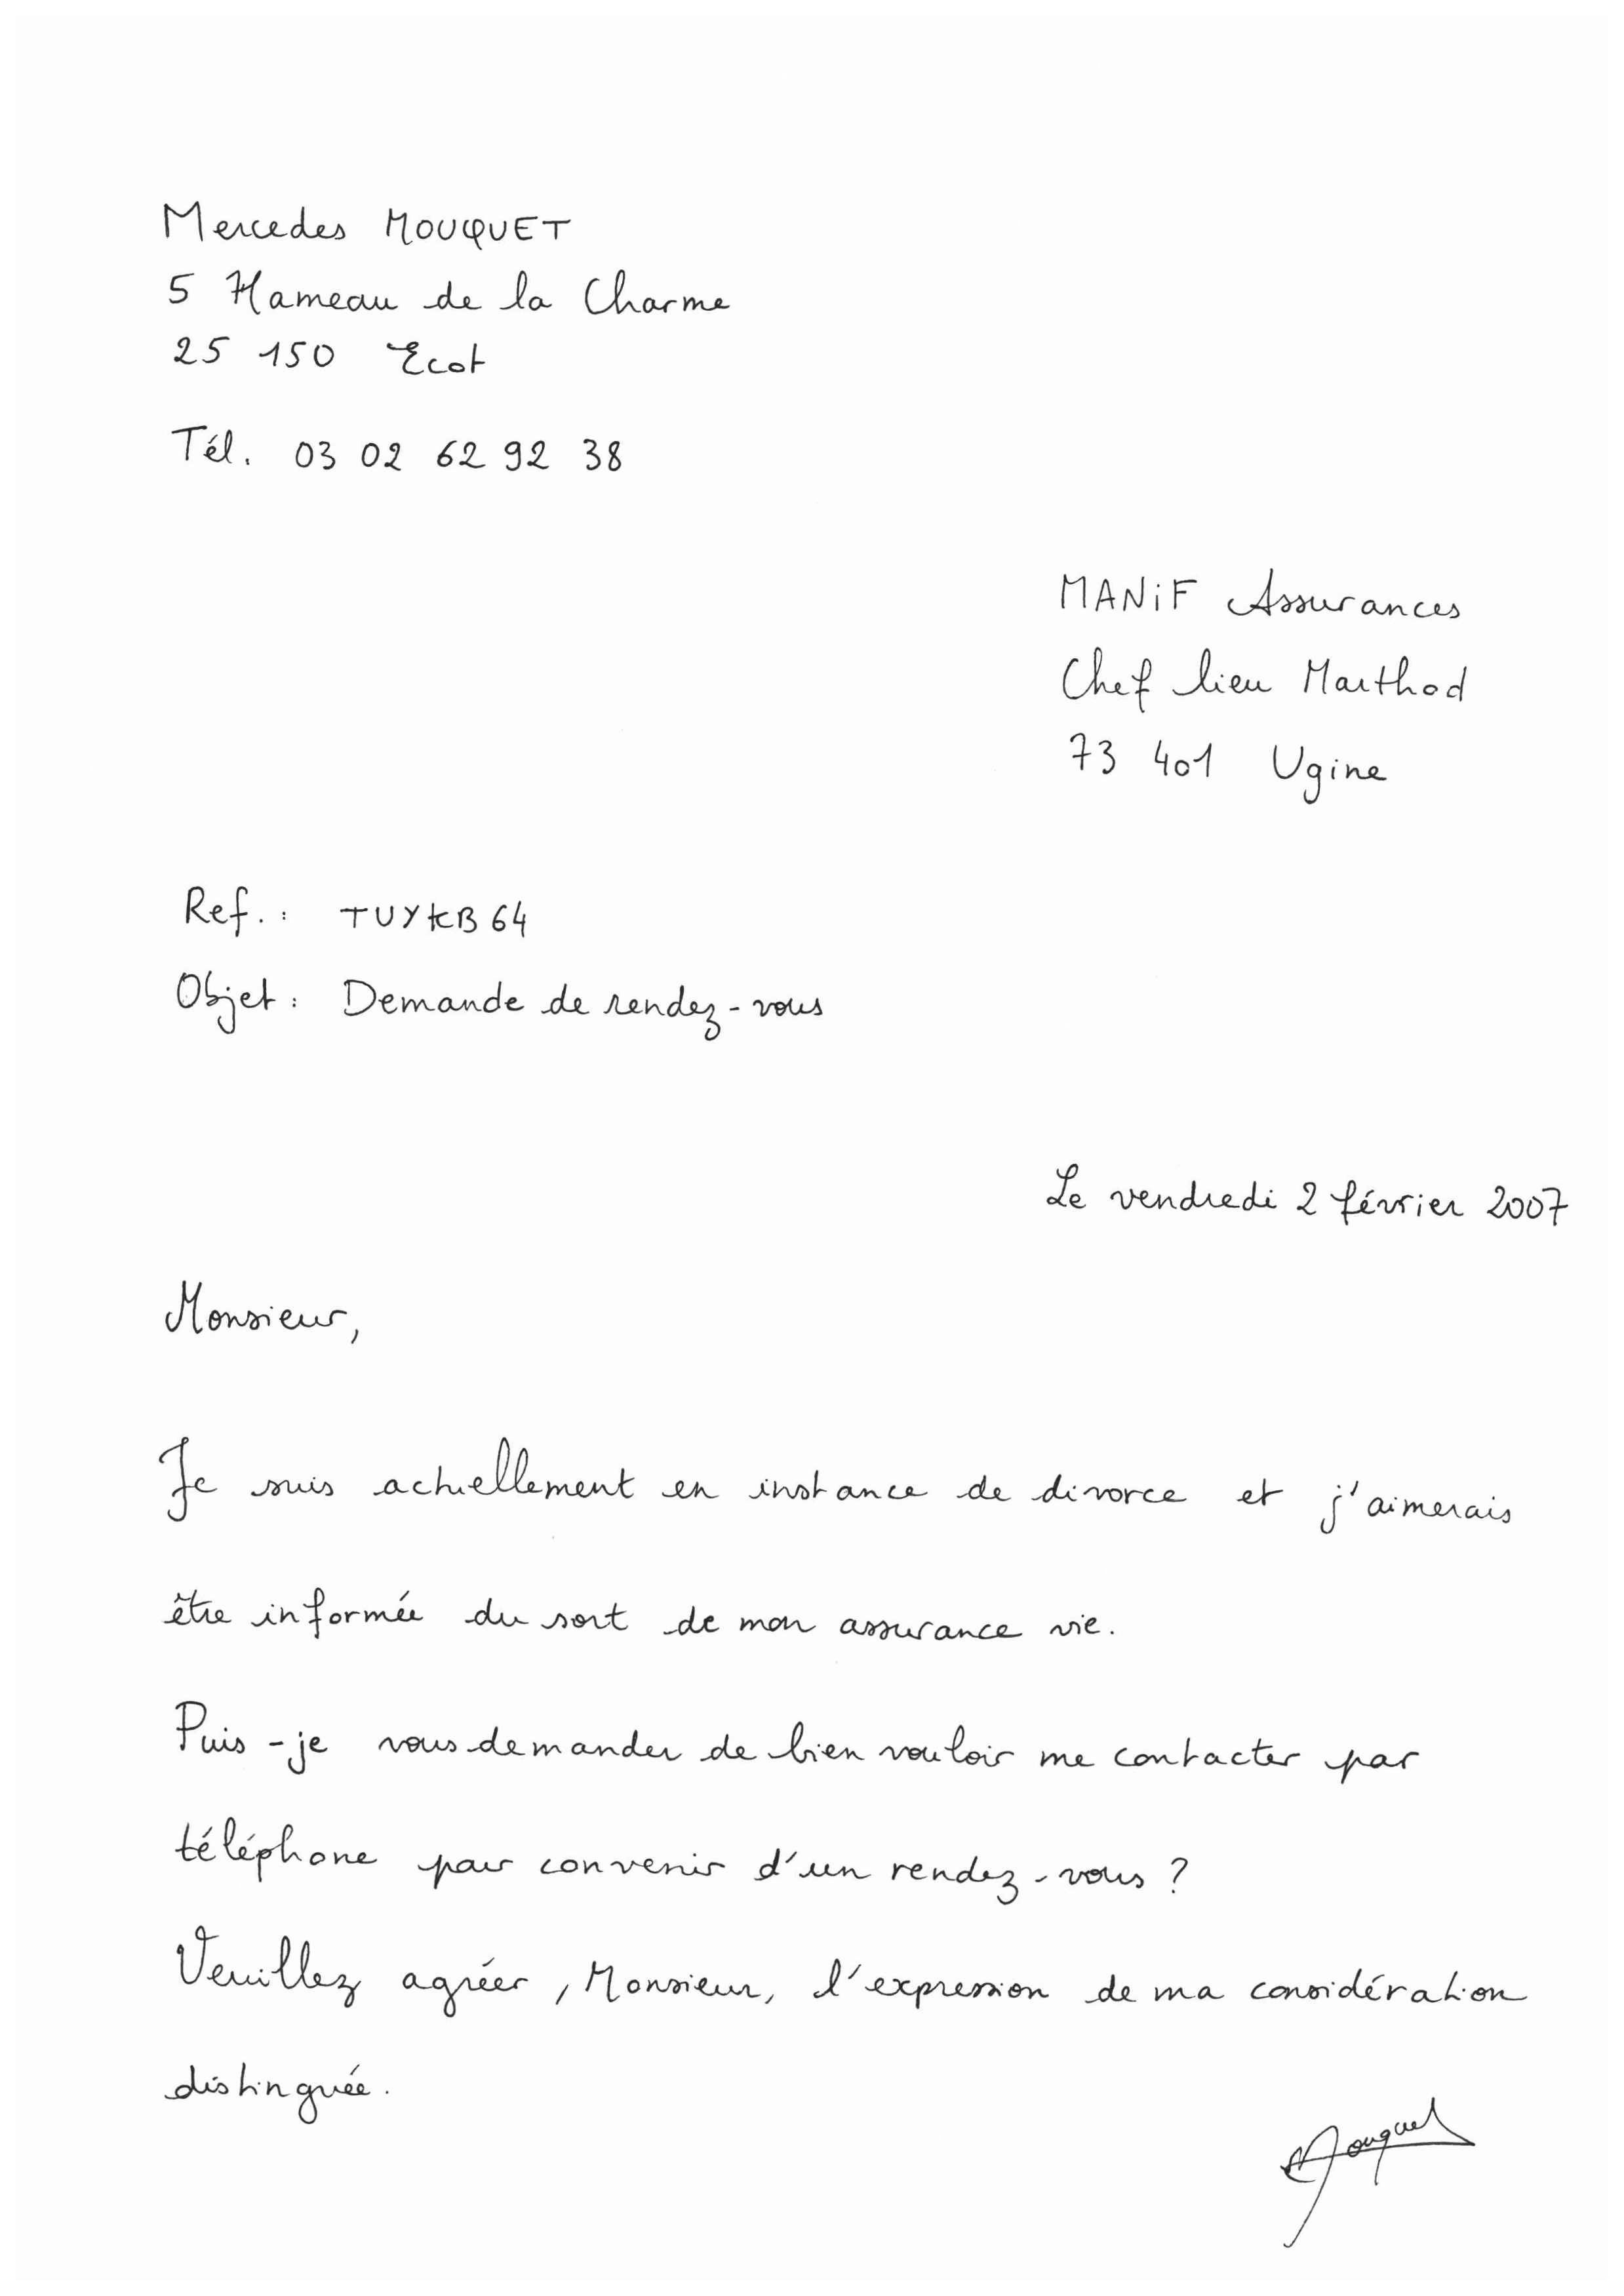 Mercedes MOUQUET
5 Hameau de la Charme
25 150 Ecot
Tél. 03 02 62 92 38
MANiF Assurances
Chef lieu Marthod
73 401 Ugine
Ref. : TUYKB64
Objet : Demande de rendez-vous
Le vendredi 2 février 2007
Monsieur,
Je suis actuellement en instance de divorce et j'aimerais
être informée du sort de mon assurance vie.
Puis-je vous demander de bien vouloir me contacter par
téléphone pour convenir d'un rendez-vous ?
Veuillez agréer, Monsieur, l'expression de ma considération
distinguée.
Mouquet